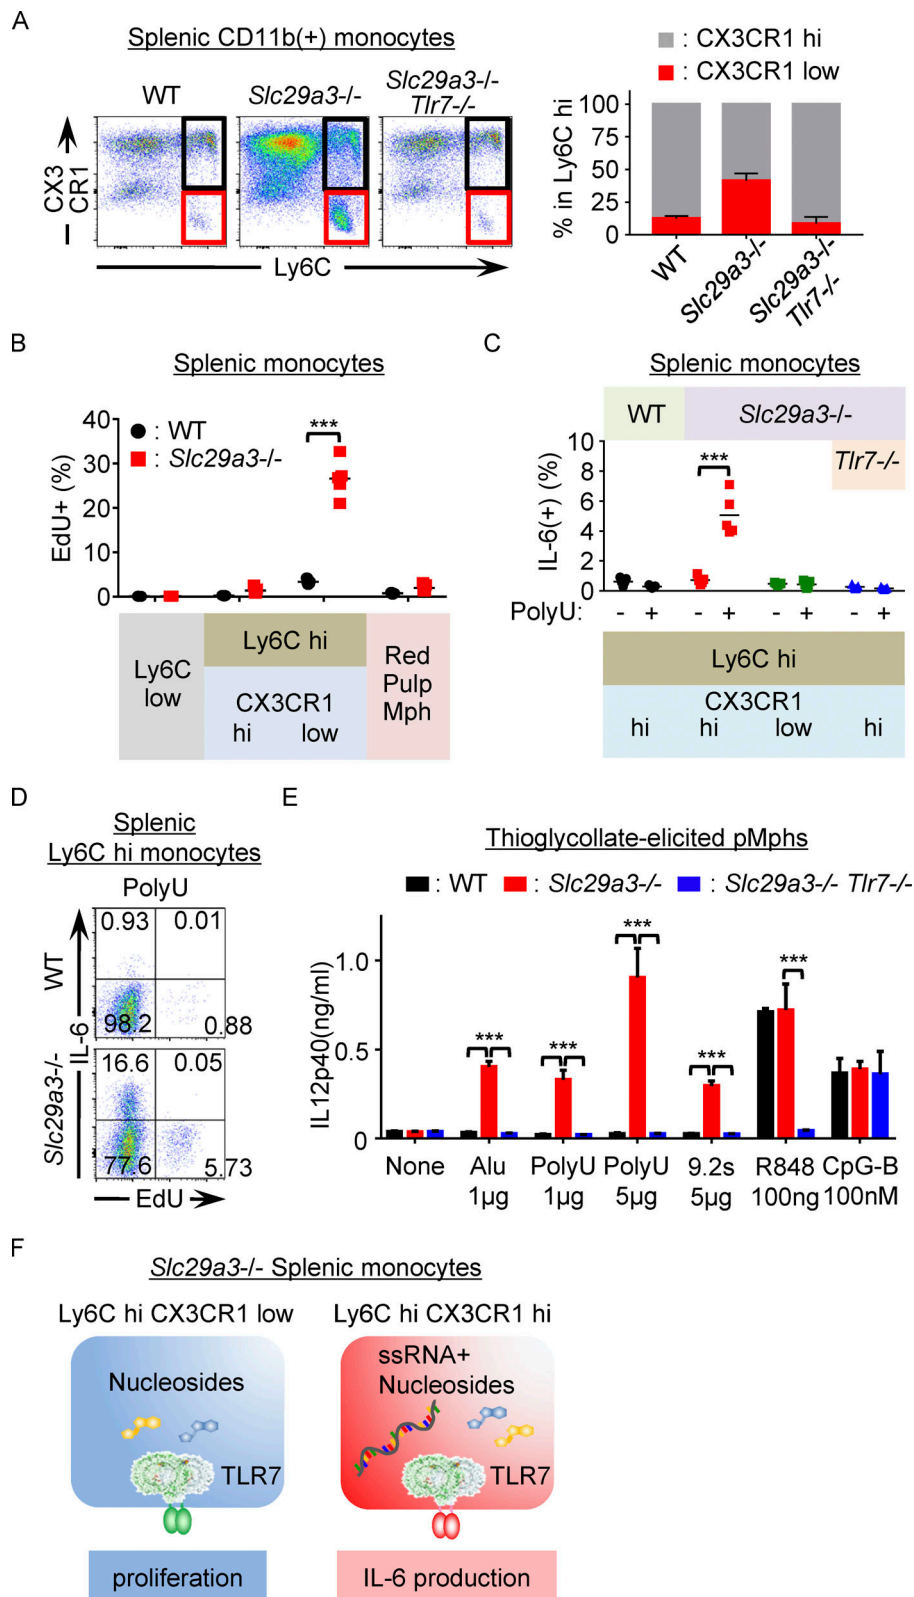 A
Splenic CD11b(+) monocytes
WT
Slc29a3-/-
Slc29a3-/-
Tlr7-/-
CX3
CR1
Ly6C
: CX3CR1 hi
: CX3CR1 low
% in Ly6C hi
100
75
50
25
0
WT
Slc29a3-/-
Slc29a3-/-
Tlr7-/-
B
Splenic monocytes
: WT
: Slc29a3-/-
EdU+ (%)
40
30
20
10
0
***
Ly6C low
Ly6C hi
CX3CR1
hi low
Red
Pulp
Mph
C
Splenic monocytes
WT Slc29a3-/-
Tlr7-/-
IL-6(+) (%)
10
8
6
4
2
0
***
PolyU: - + - + - + - +
Ly6C hi
CX3CR1
hi hi low hi
D
Splenic
Ly6C hi monocytes
PolyU
WT
0.93 0.01
98.2 0.88
IL-6
Slc29a3-/-
16.6 0.05
77.6 5.73
EdU
E
Thioglycollate-elicited pMphs
: WT : Slc29a3-/- : Slc29a3-/- Tlr7-/-
IL12p40(ng/ml)
1.0
0.5
0
***
***
***
***
***
None Alu PolyU PolyU 9.2s R848 CpG-B
1µg 1µg 5µg 5µg 100ng 100nM
F
Slc29a3-/- Splenic monocytes
Ly6C hi CX3CR1 low
Nucleosides
TLR7
proliferation
Ly6C hi CX3CR1 hi
ssRNA+
Nucleosides
TLR7
IL-6 production